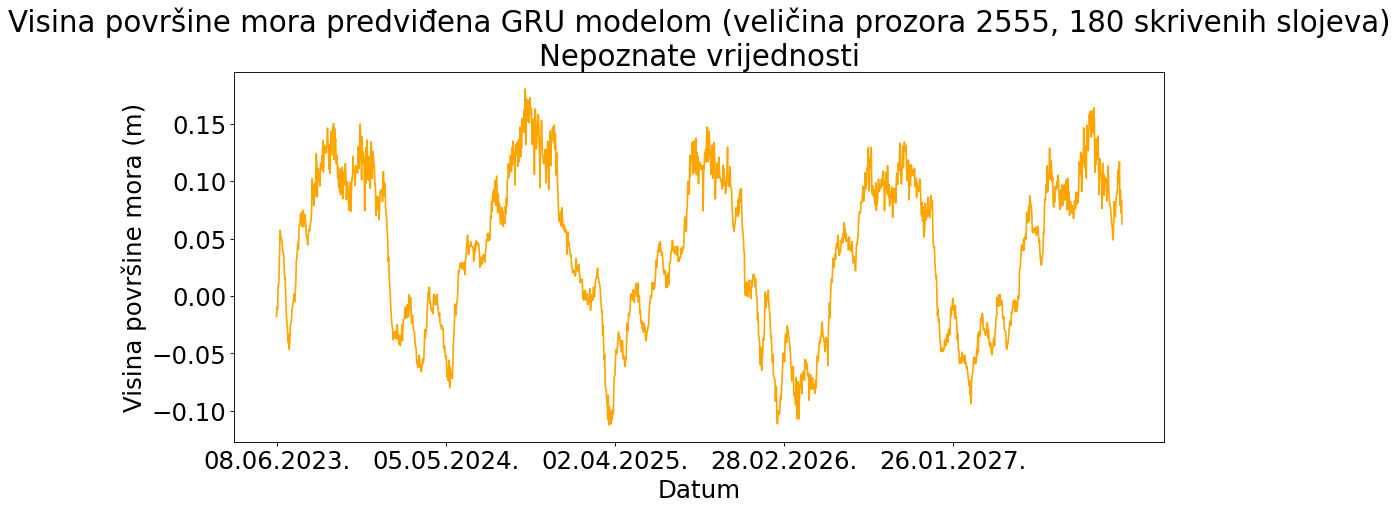 Visina površine mora predviđena GRU modelom (veličina prozora 2555, 180 skrivenih slojeva)
Nepoznate vrijednosti
Visina površine mora (m)
0.15
0.10
0.05
0.00
−0.05
−0.10
08.06.2023. 05.05.2024. 02.04.2025. 28.02.2026. 26.01.2027.
Datum